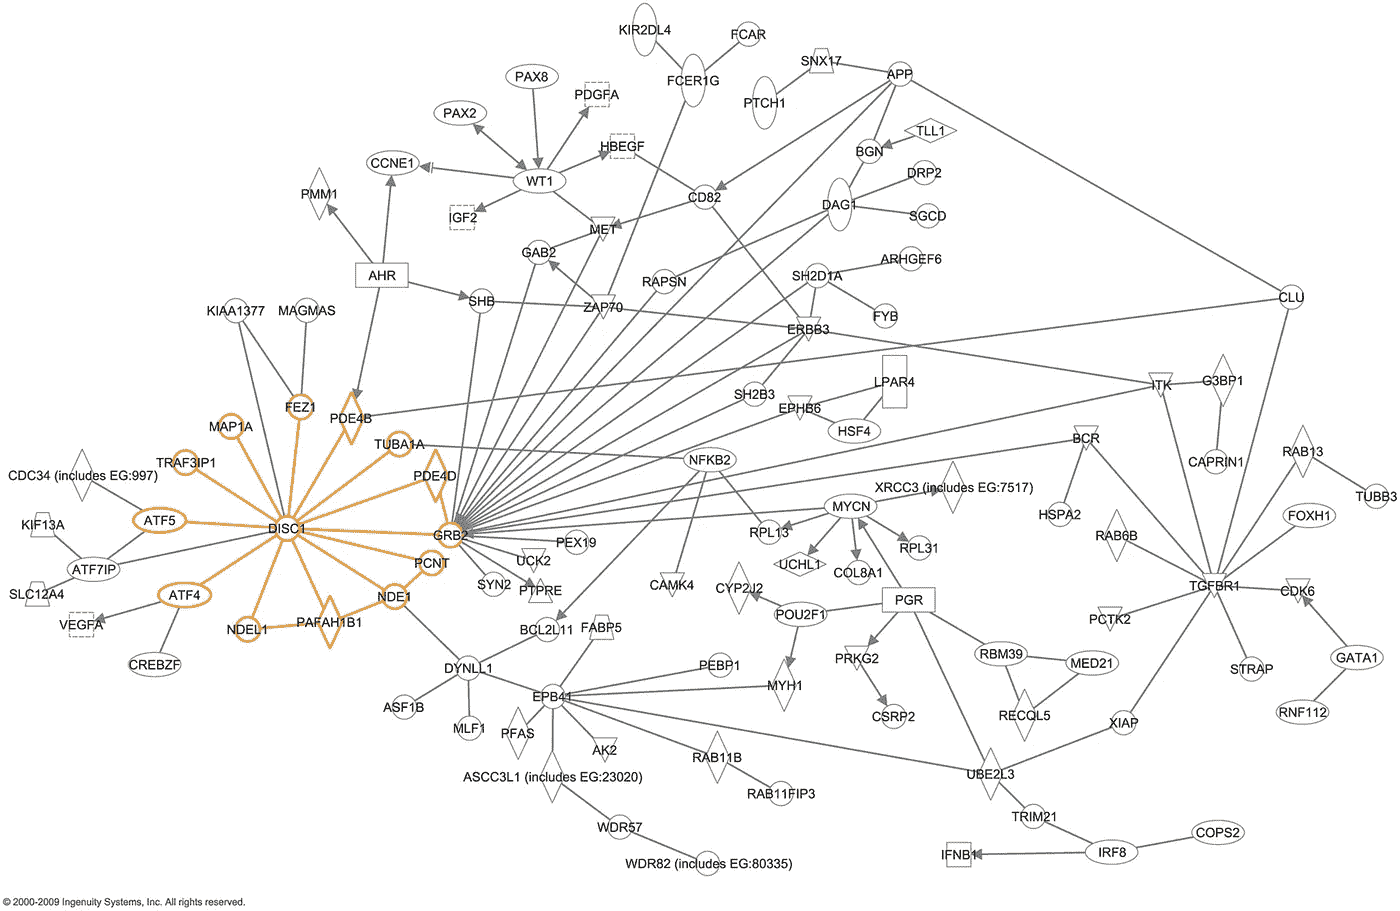 KIR2DL4
FCAR
SNX17
APP
FCER1G
PAX8
PDGFA
PTCH1
PAX2
TLL1
HBEGF
BGN
CCNE1
WT1
DRP2
PMM1
CD82
DAG1
IGF2
SGCD
MET
GAB2
ARHGEF6
AHR
RAPSN
SH2D1A
SHB
ZAP70
CLU
KIAA1377
MAGMAS
FYB
ERBB3
LPAR4
ITK
G3BP1
SH2B3
FEZ1
PDE4B
EPHB6
MAP1A
HSF4
TUBA1A
BCR
RAB13
TRAF3IP1
NFKB2
CAPRIN1
CDC34 (includes EG:997)
PDE4D
XRCC3 (includes EG:7517)
TUBB3
MYCN
HSPA2
FOXH1
ATF5
KIF13A
DISC1
GRB2
RPL13
RAB6B
PEX19
RPL31
UCK2
PCNT
UCHL1
ATF7IP
COL8A1
SYN2
PTPRE
CAMK4
TGFBR1
CYP2J2
CDK6
SLC12A4
ATF4
NDE1
PGR
POU2F1
PCTK2
VEGFA
NDEL1
PAFAH1B1
BCL2L11
FABP5
RBM39
PRKG2
MED21
GATA1
CREBZF
DYNLL1
PEBP1
STRAP
MYH1
EPB41
ASF1B
CSRP2
RECQL5
RNF112
MLF1
PFAS
XIAP
AK2
RAB11B
ASCC3L1 (includes EG:23020)
UBE2L3
RAB11FIP3
TRIM21
WDR57
COPS2
IFNB1
IRF8
WDR82 (includes EG:80335)
© 2000-2009 Ingenuity Systems, Inc. All rights reserved.